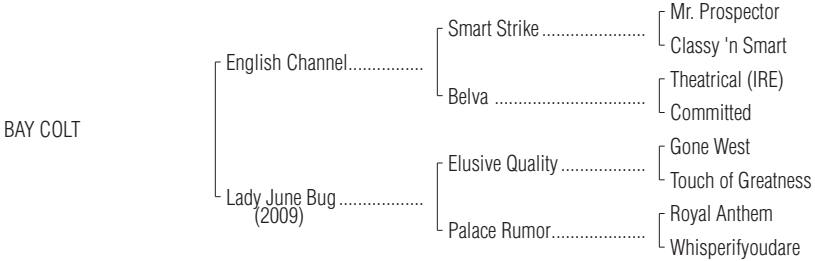 Mr. Prospector
Smart Strike ......................
Classy 'n Smart
English Channel................
Theatrical (IRE)
Belva ................................
Committed
BAY COLT
Gone West
Elusive Quality ..................
Touch of Greatness
Lady June Bug ..................
(2009)
Royal Anthem
Palace Rumor....................
Whisperifyoudare